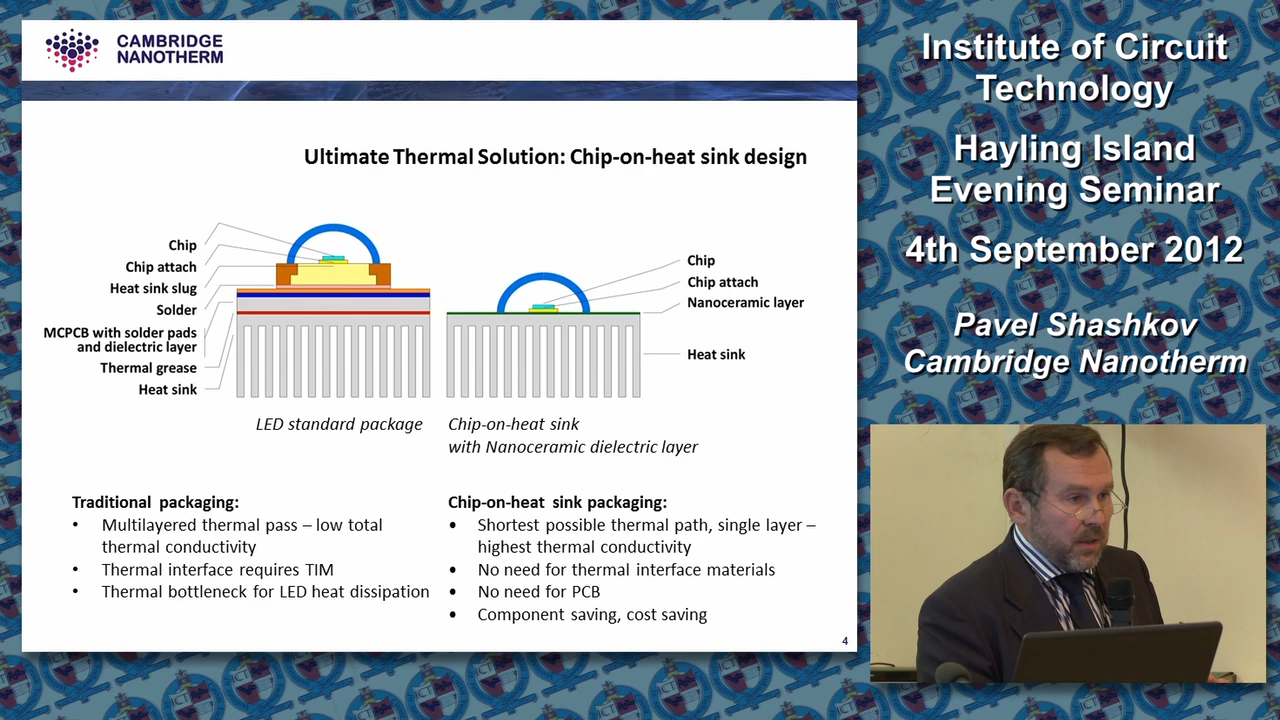 CAMBRIDGE
NANOTHERM
Ultimate Thermal Solution: Chip-on-heat sink design
Chip
Chip attach
Heat sink slug
Solder
MCPCB with solder pads
and dielectric layer
Thermal grease
Heat sink
Chip
Chip attach
Nanoceramic layer
Heat sink
LED standard package
Chip-on-heat sink
with Nanoceramic dielectric layer
Traditional packaging:
• Multilayered thermal pass – low total
thermal conductivity
• Thermal interface requires TIM
• Thermal bottleneck for LED heat dissipation
Chip-on-heat sink packaging:
• Shortest possible thermal path, single layer –
highest thermal conductivity
• No need for thermal interface materials
• No need for PCB
• Component saving, cost saving
4
Institute of Circuit
Technology
Hayling Island
Evening Seminar
4th September 2012
Pavel Shashkov
Cambridge Nanotherm
ICT